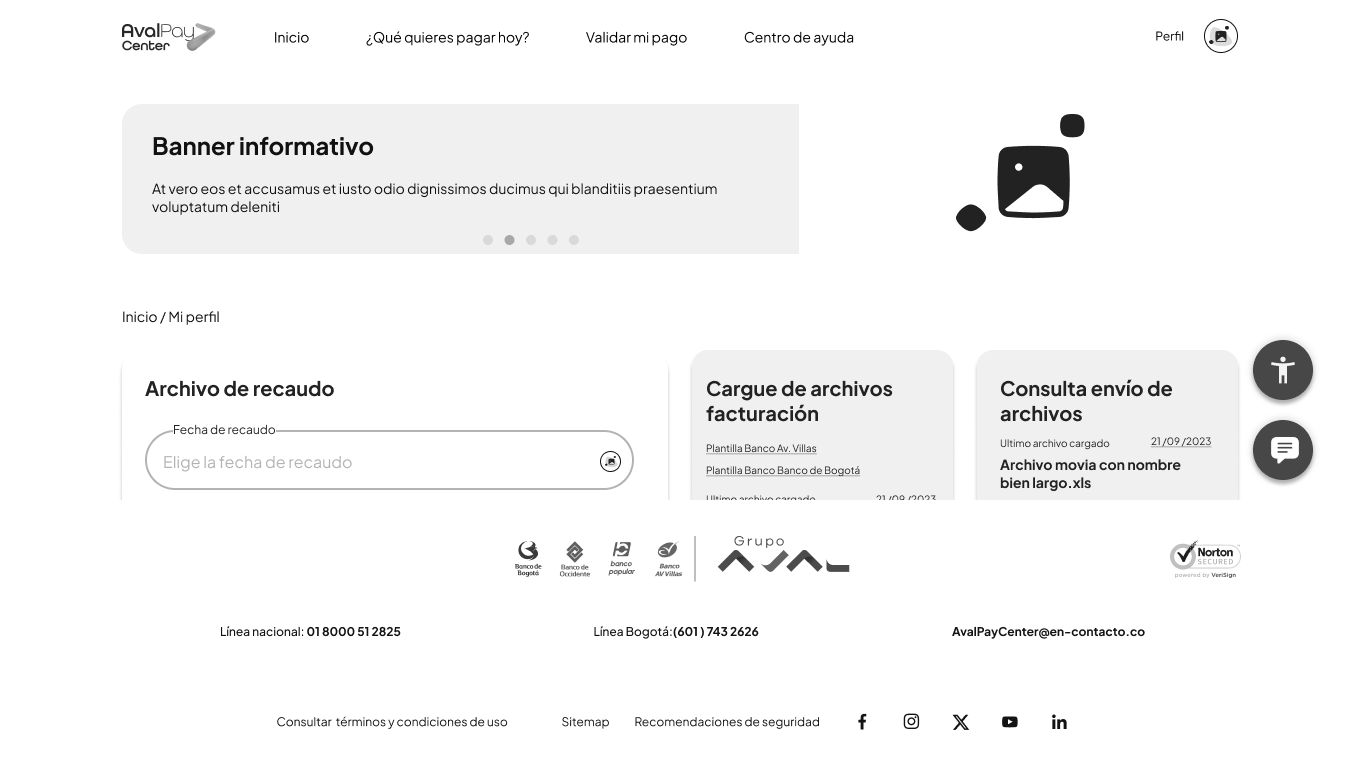 AvalPay
Center
Inicio
¿Qué quieres pagar hoy?
Validar mi pago
Centro de ayuda
Perfil
Banner informativo
At vero eos et accusamus et iusto odio dignissimos ducimus qui blanditiis praesentium
voluptatum deleniti
Inicio / Mi perfil
Archivo de recaudo
Fecha de recaudo
Elige la fecha de recaudo
Cargue de archivos
facturación
Plantilla Banco Av. Villas
Plantilla Banco Banco de Bogotá
Ultimo archivo cargado
21 /09 /2023
Consulta envío de
archivos
Ultimo archivo cargado
21 /09 /2023
Archivo movia con nombre
bien largo.xls
Banco de
Bogotá
Banco de
Occidente
banco
popular
Banco
AV Villas
Grupo
AVAL
Norton
SECURED
powered by VeriSign
Línea nacional: 01 8000 51 2825
Línea Bogotá:(601 ) 743 2626
AvalPayCenter@en-contacto.co
Consultar términos y condiciones de uso
Sitemap
Recomendaciones de seguridad